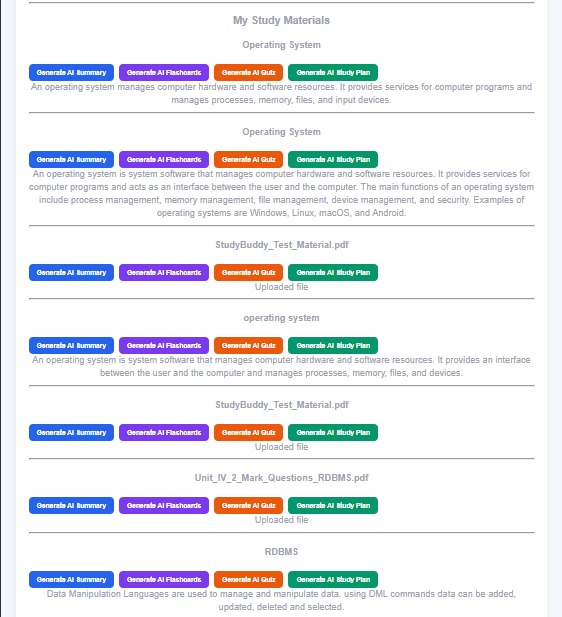 My Study Materials
Operating System
Generate AI Summary Generate AI Flashcards Generate AI Quiz Generate AI Study Plan
An operating system manages computer hardware and software resources. It provides services for computer programs and
manages processes, memory, files, and input devices.
Operating System
Generate AI Summary Generate AI Flashcards Generate AI Quiz Generate AI Study Plan
An operating system is system software that manages computer hardware and software resources. It provides services for
computer programs and acts as an interface between the user and the computer. The main functions of an operating system
include process management, memory management, file management, device management, and security. Examples of
operating systems are Windows, Linux, macOS, and Android.
StudyBuddy_Test_Material.pdf
Generate AI Summary Generate AI Flashcards Generate AI Quiz Generate AI Study Plan
Uploaded file
operating system
Generate AI Summary Generate AI Flashcards Generate AI Quiz Generate AI Study Plan
An operating system is system software that manages computer hardware and software resources. It provides an interface
between the user and the computer and manages processes, memory, files, and devices.
StudyBuddy_Test_Material.pdf
Generate AI Summary Generate AI Flashcards Generate AI Quiz Generate AI Study Plan
Uploaded file
Unit_IV_2_Mark_Questions_RDBMS.pdf
Generate AI Summary Generate AI Flashcards Generate AI Quiz Generate AI Study Plan
Uploaded file
RDBMS
Generate AI Summary Generate AI Flashcards Generate AI Quiz Generate AI Study Plan
Data Manipulation Languages are used to manage and manipulate data. using DML commands data can be added,
updated, deleted and selected.